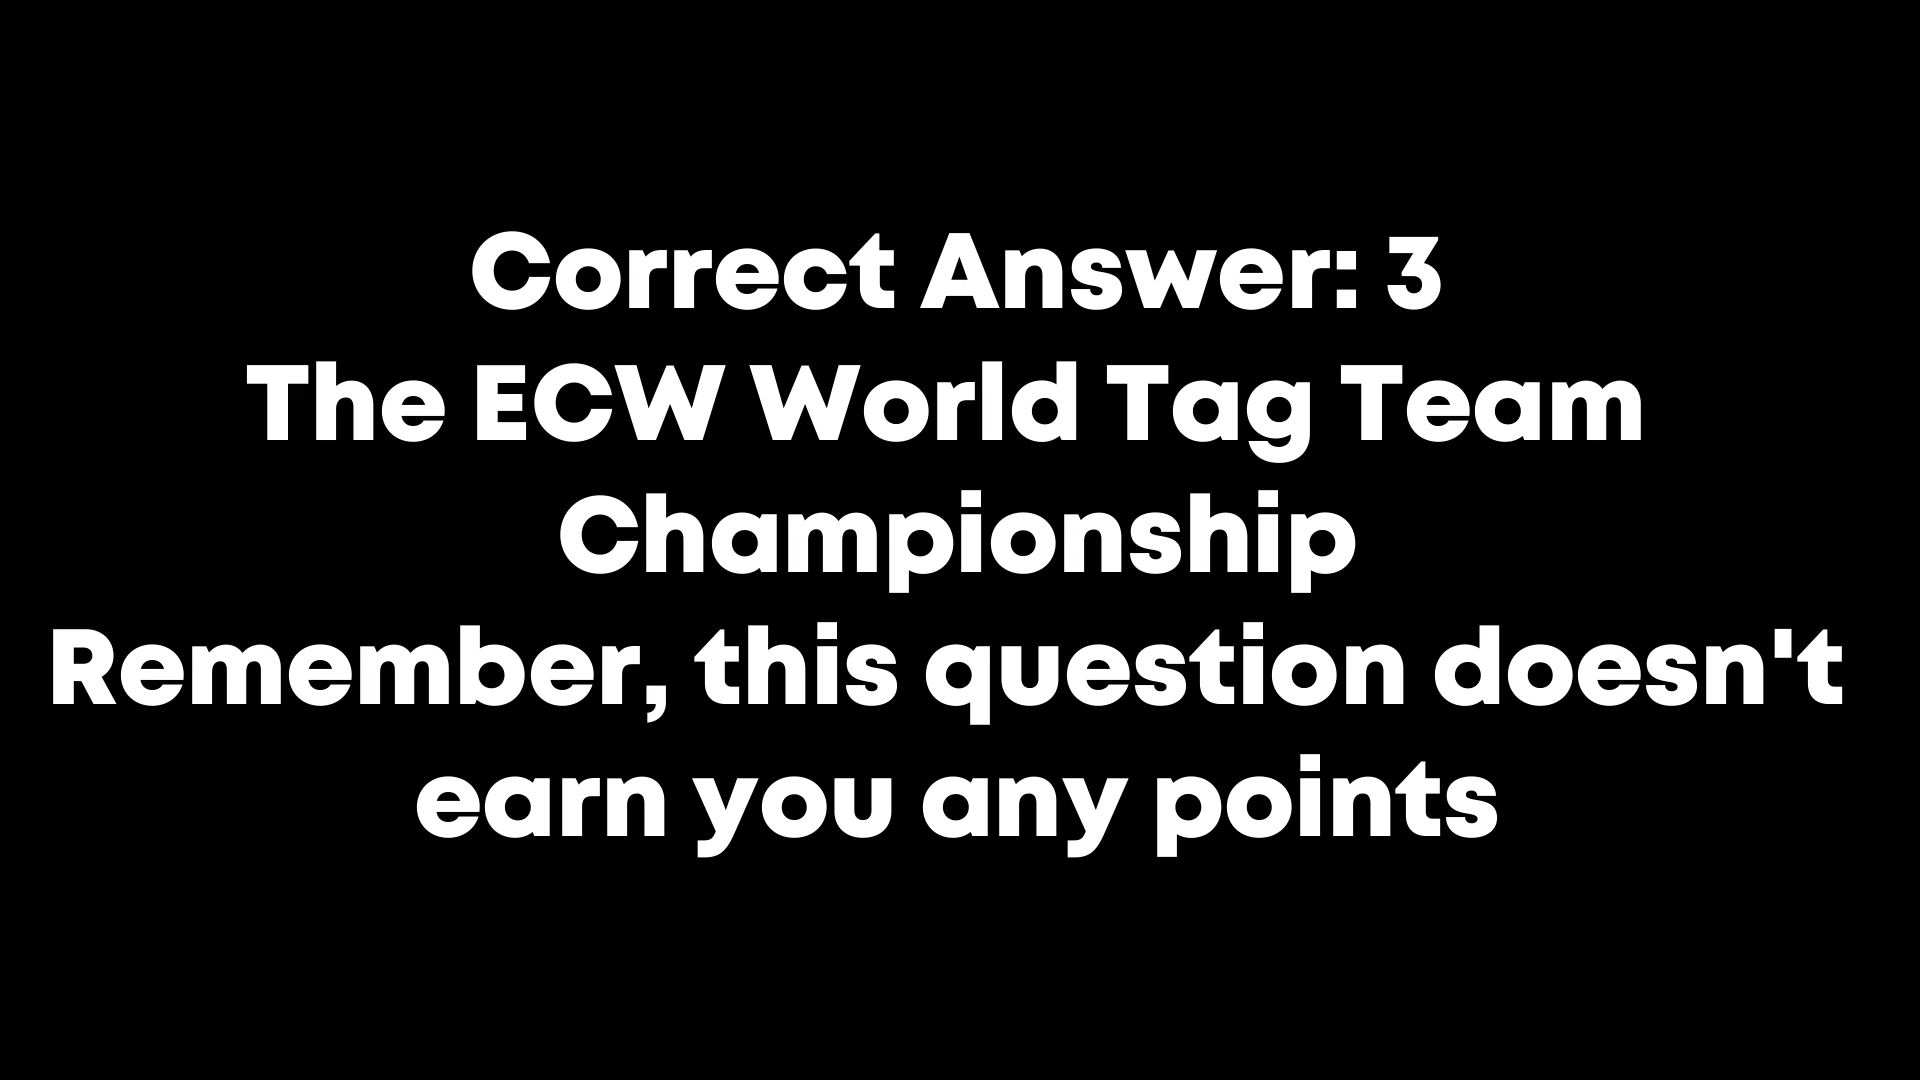 Correct Answer: 3
The ECW World Tag Team
Championship
Remember, this question doesn't
earn you any points